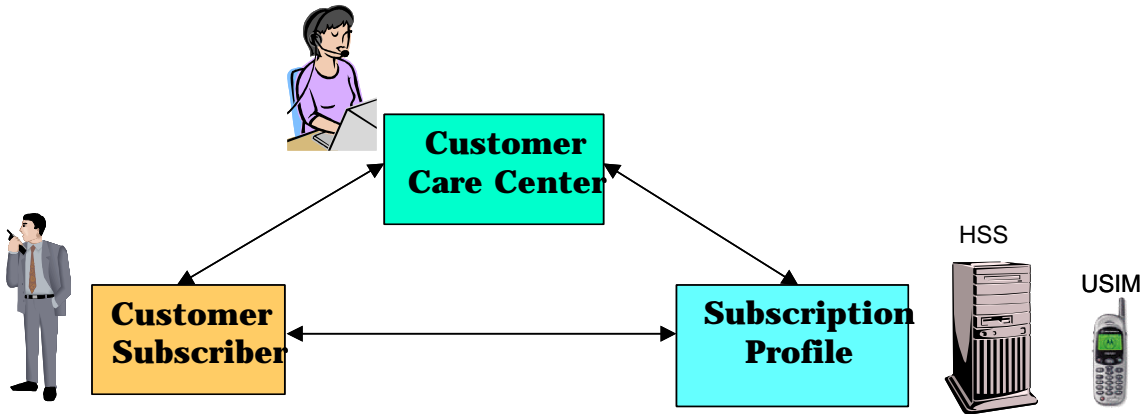 Customer
Care Center
HSS
USIM
Customer
Subscriber
Subscription
Profile